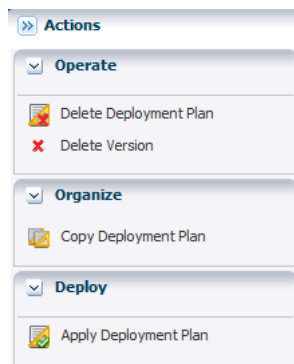 Actions
Operate
Delete Deployment Plan
Delete Version
Organize
Copy Deployment Plan
Deploy
Apply Deployment Plan